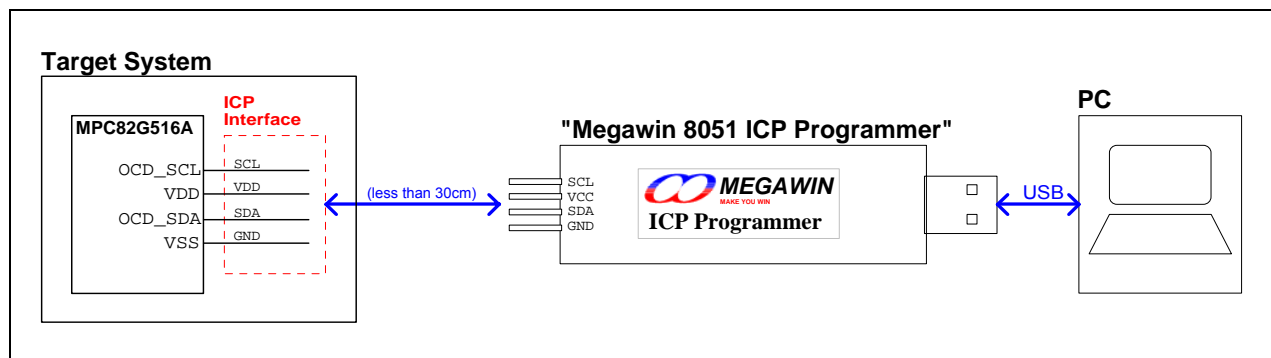 Target System
ICP
Interface
MPC82G516A
OCD_SCL
SCL
VDD
VDD
OCD_SDA
SDA
VSS
GND
(less than 30cm)
"Megawin 8051 ICP Programmer"
SCL
VCC
SDA
GND
MEGAWIN
MAKE YOU WIN
ICP Programmer
USB
PC